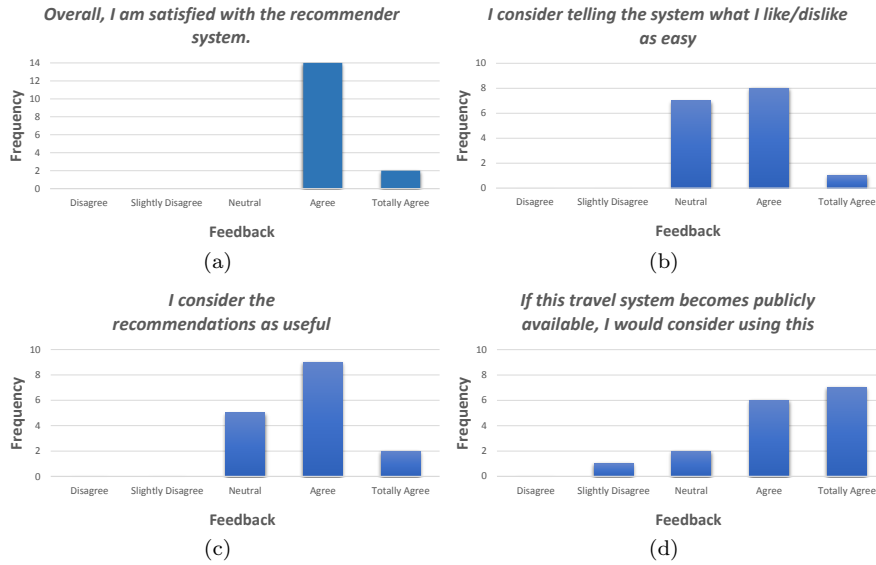 Overall, I am satisfied with the recommender
system.
Frequency
14
12
10
8
6
4
2
0
Disagree Slightly Disagree Neutral Agree Totally Agree
Feedback
(a)
I consider telling the system what I like/dislike
as easy
Frequency
10
8
6
4
2
0
Disagree Slightly Disagree Neutral Agree Totally Agree
Feedback
(b)
I consider the
recommendations as useful
Frequency
10
8
6
4
2
0
Disagree Slightly Disagree Neutral Agree Totally Agree
Feedback
(c)
If this travel system becomes publicly
available, I would consider using this
Frequency
10
8
6
4
2
0
Disagree Slightly Disagree Neutral Agree Totally Agree
Feedback
(d)